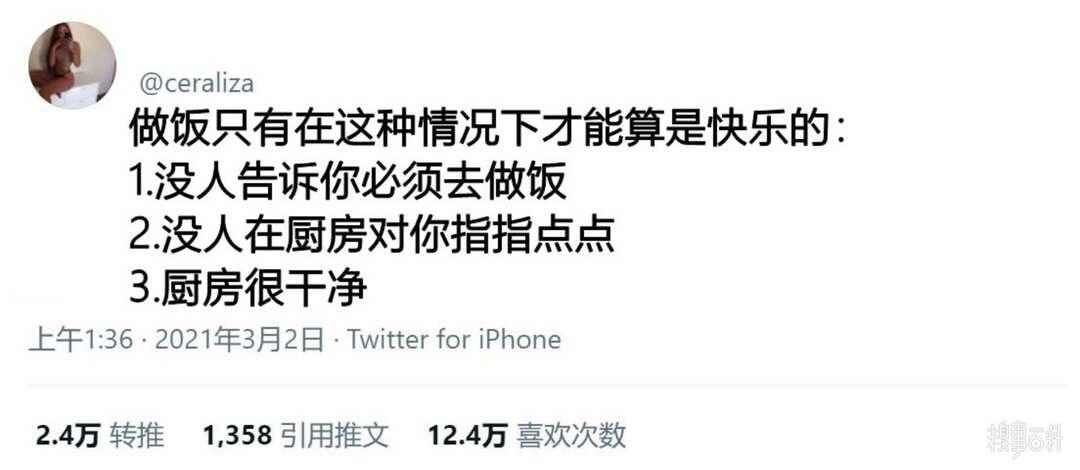 @ceraliza
做饭只有在这种情况下才能算是快乐的：
1.没人告诉你必须去做饭
2.没人在厨房对你指指点点
3.厨房很干净
上午1:36 · 2021年3月2日 · Twitter for iPhone
2.4万 转推 1,358 引用推文 12.4万 喜欢次数